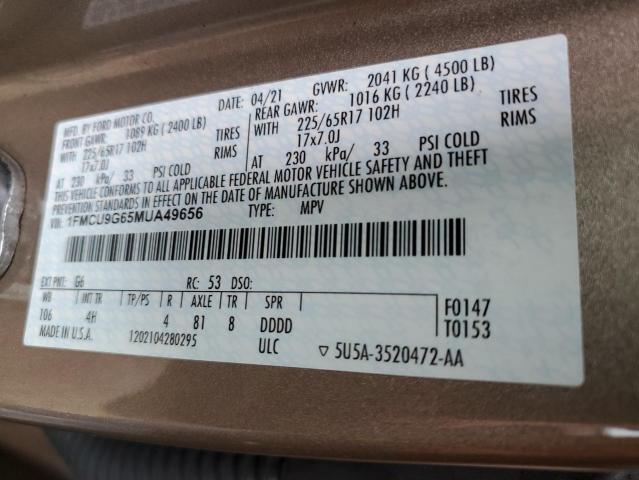 MFD. BY FORD MOTOR CO.
DATE: 04/21 GVWR: 2041 KG ( 4500 LB)
FRONT GAWR: 1089 KG ( 2400 LB) REAR GAWR: 1016 KG ( 2240 LB)
WITH 225/65R17 102H TIRES WITH 225/65R17 102H TIRES
17x7.0J RIMS 17x7.0J RIMS
AT 230 kPa/ 33 PSI COLD AT 230 kPa/ 33 PSI COLD
THIS VEHICLE CONFORMS TO ALL APPLICABLE FEDERAL MOTOR VEHICLE SAFETY AND THEFT
PREVENTION STANDARDS IN EFFECT ON THE DATE OF MANUFACTURE SHOWN ABOVE.
VIN: 1FMCU9G65MUA49656 TYPE: MPV
EXT PNT: G6 RC: 53 DSO:
WB INT TR TP/PS R AXLE TR SPR
106 4H 4 81 8 DDDD
F0147
T0153
MADE IN U.S.A. 1202104280295 ULC ▽ 5U5A-3520472-AA